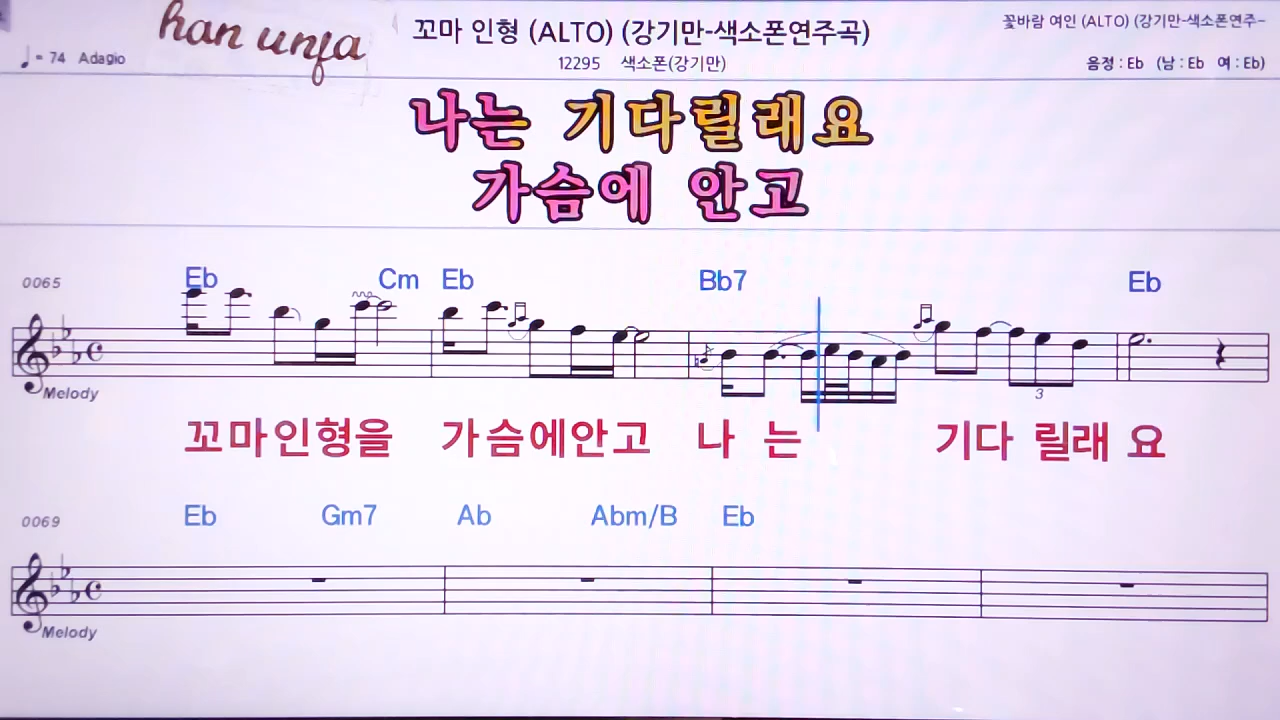 han unja
꼬마 인형 (ALTO) (강기만-색소폰연주곡)
꽃바람 여인 (ALTO) (강기만-색소폰연주-
♩ = 74 Adagio
12295 색소폰(강기만)
음정 : Eb (남 : Eb 여 : Eb)
나는 기다릴래요
가슴에 안고
0065 Eb Cm Eb Bb7 Eb
Melody
3
꼬마인형을 가슴에안고 나 는 기다 릴래 요
0069 Eb Gm7 Ab Abm/B Eb
Melody